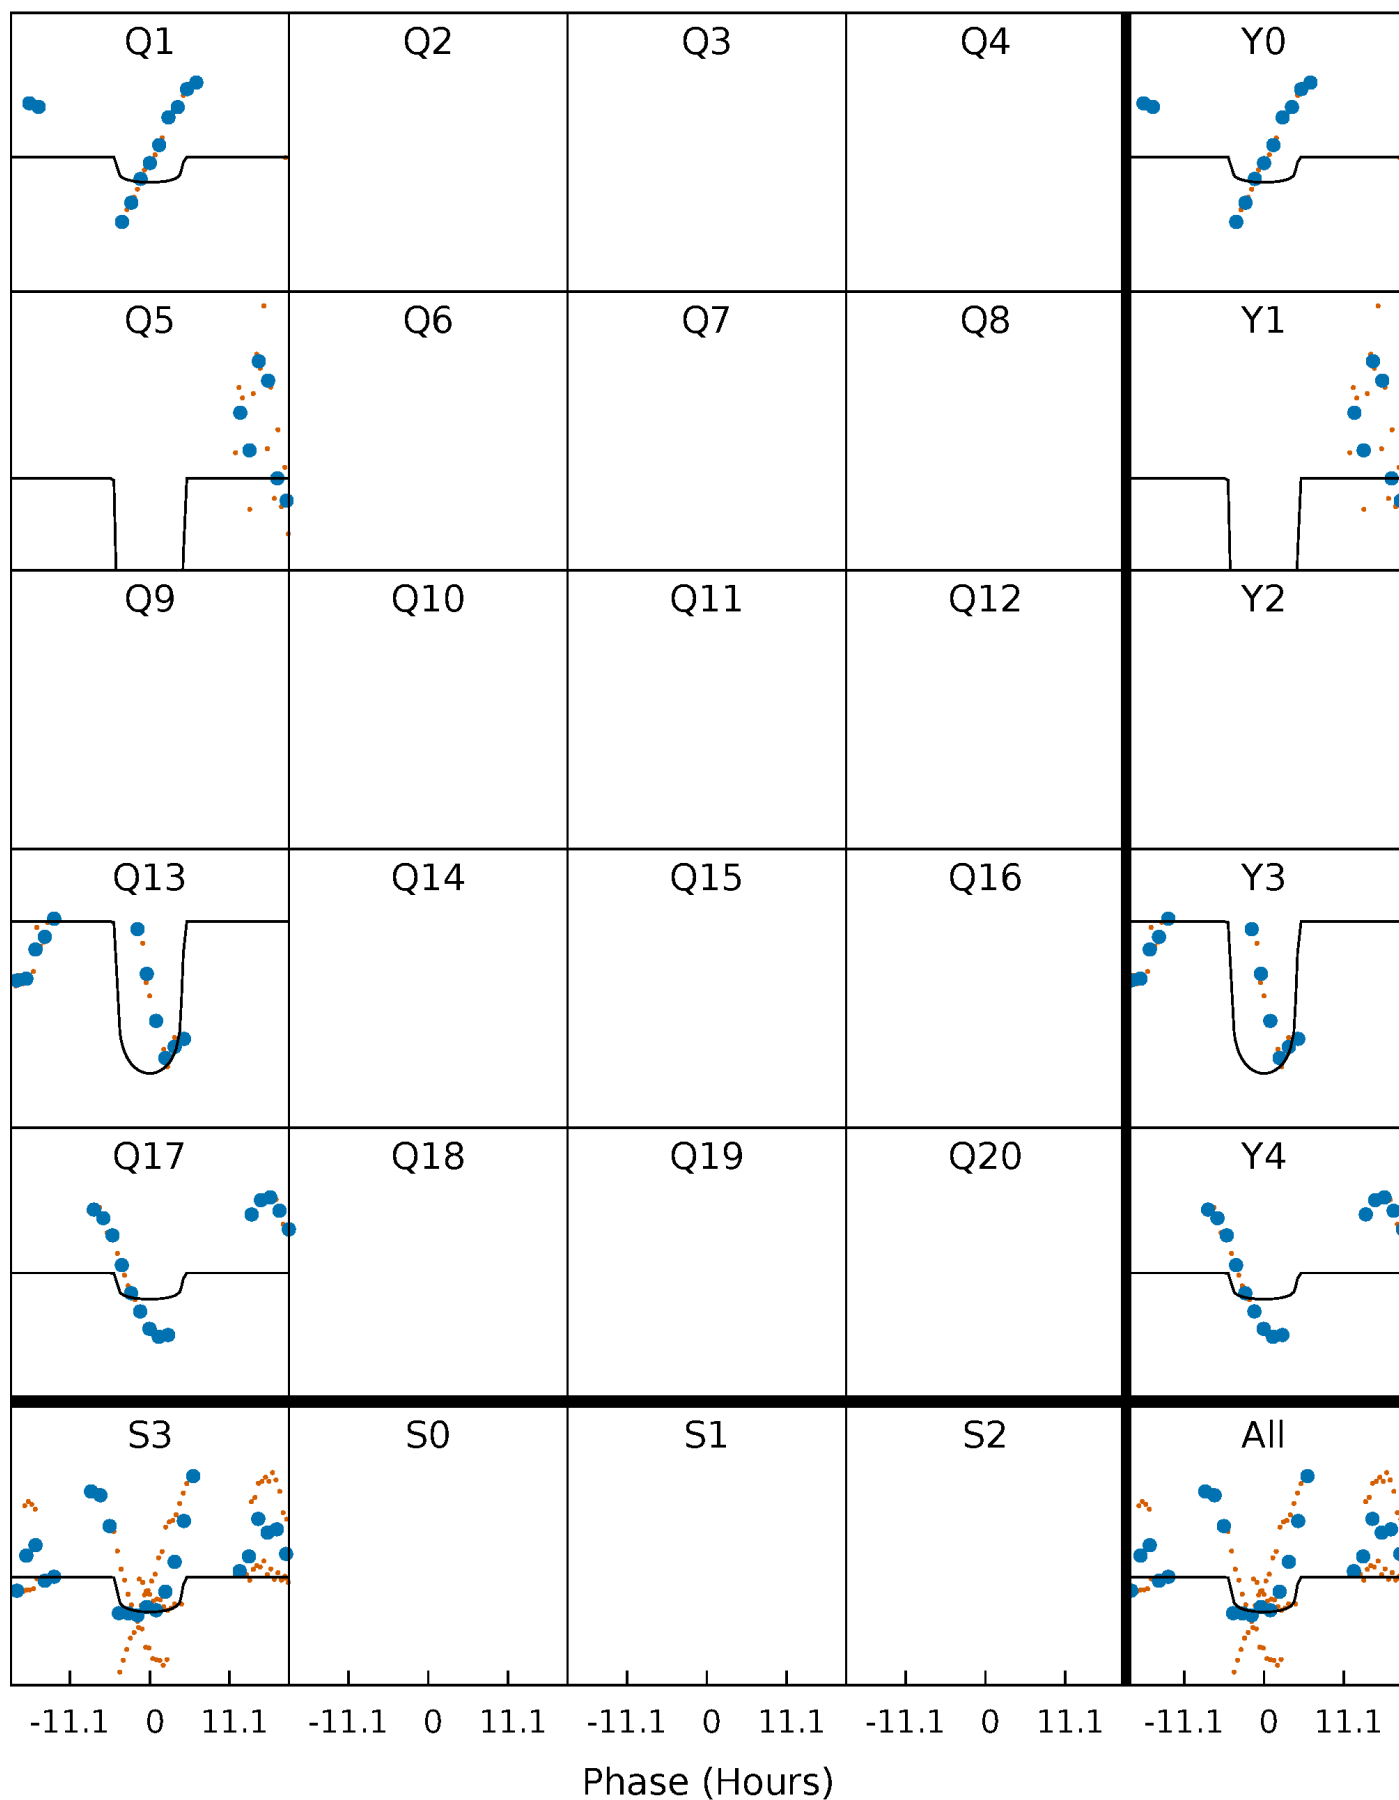 Q1 Q2 Q3 Q4 Y0
Q5 Q6 Q7 Q8 Y1
Q9 Q10 Q11 Q12 Y2
Q13 Q14 Q15 Q16 Y3
Q17 Q18 Q19 Q20 Y4
S3 S0 S1 S2 All
-11.1 0 11.1 -11.1 0 11.1 -11.1 0 11.1 -11.1 0 11.1 -11.1 0 11.1
Phase (Hours)